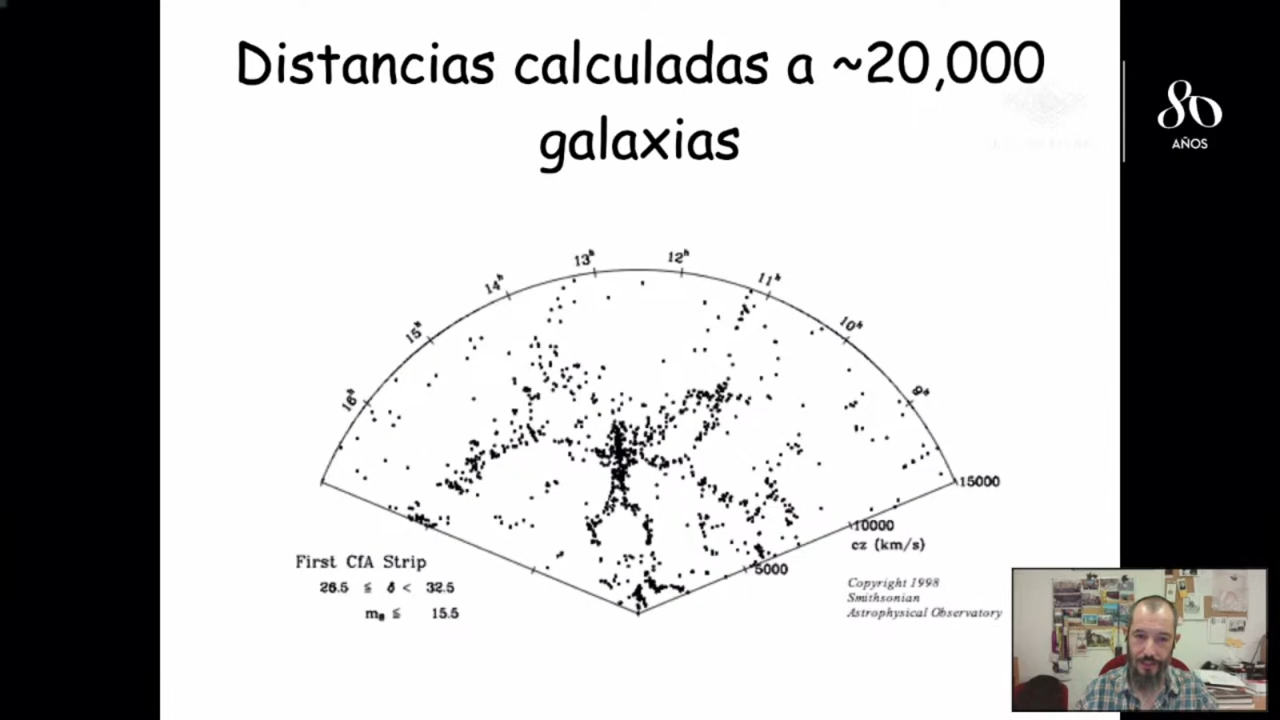 Distancias calculadas a ~20,000
galaxias
80
AÑOS
16ʰ
15ʰ
14ʰ
13ʰ
12ʰ
11ʰ
10ʰ
9ʰ
15000
10000
cz (km/s)
5000
First CfA Strip
26.5 ≤ δ < 32.5
m_B ≤ 15.5
Copyright 1998
Smithsonian
Astrophysical Observatory